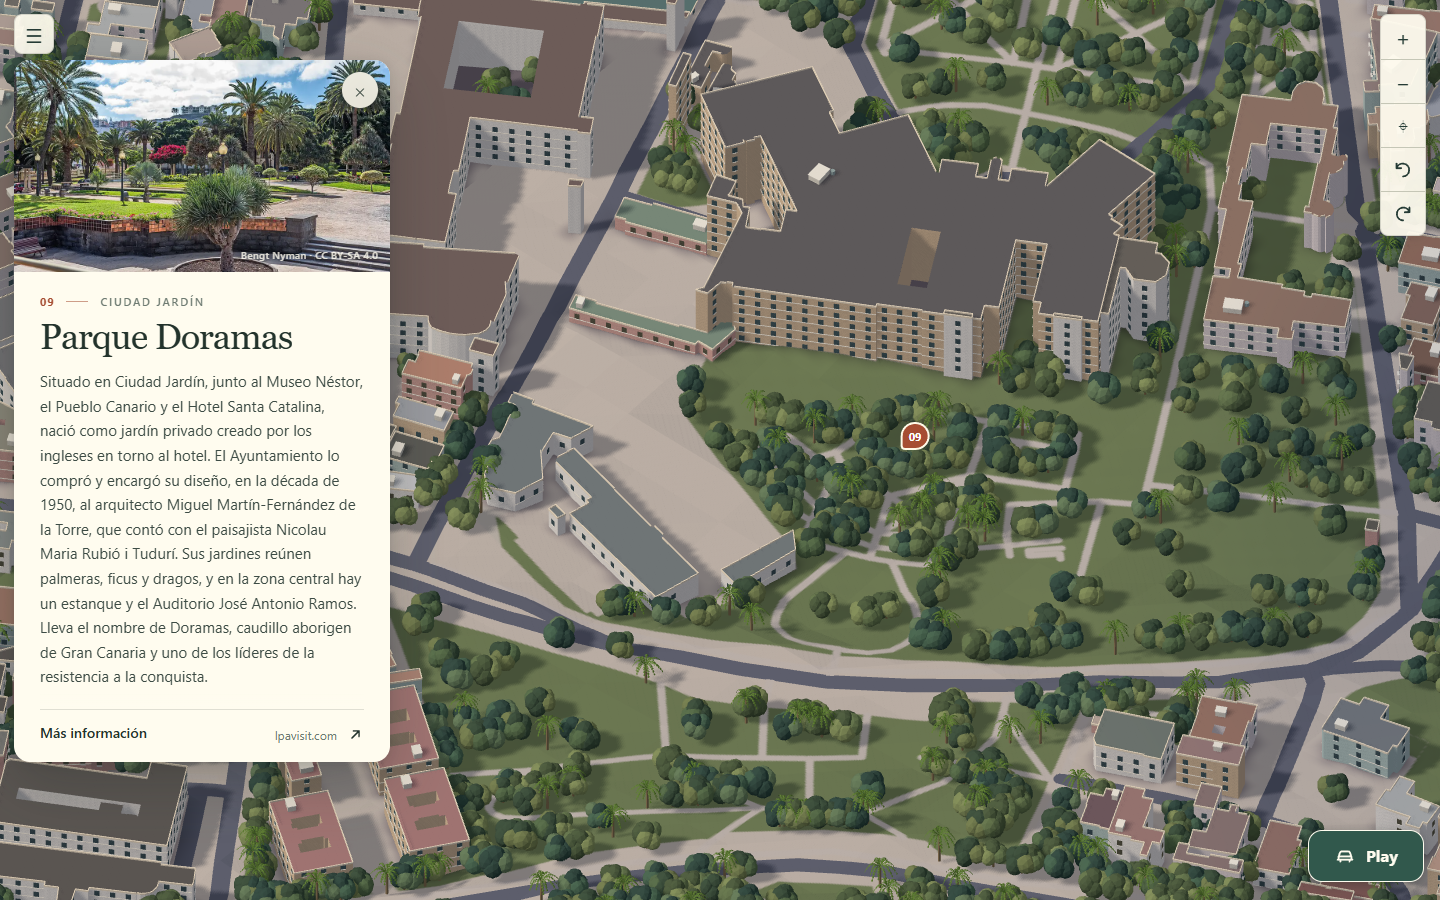 Bengt Nyman · CC BY-SA 4.0
09 CIUDAD JARDÍN
Parque Doramas
Situado en Ciudad Jardín, junto al Museo Néstor,
el Pueblo Canario y el Hotel Santa Catalina,
nació como jardín privado creado por los
ingleses en torno al hotel. El Ayuntamiento lo
compró y encargó su diseño, en la década de
1950, al arquitecto Miguel Martín-Fernández de
la Torre, que contó con el paisajista Nicolau
Maria Rubió i Tudurí. Sus jardines reúnen
palmeras, ficus y dragos, y en la zona central hay
un estanque y el Auditorio José Antonio Ramos.
Lleva el nombre de Doramas, caudillo aborigen
de Gran Canaria y uno de los líderes de la
resistencia a la conquista.
Más información lpavisit.com
09
Play